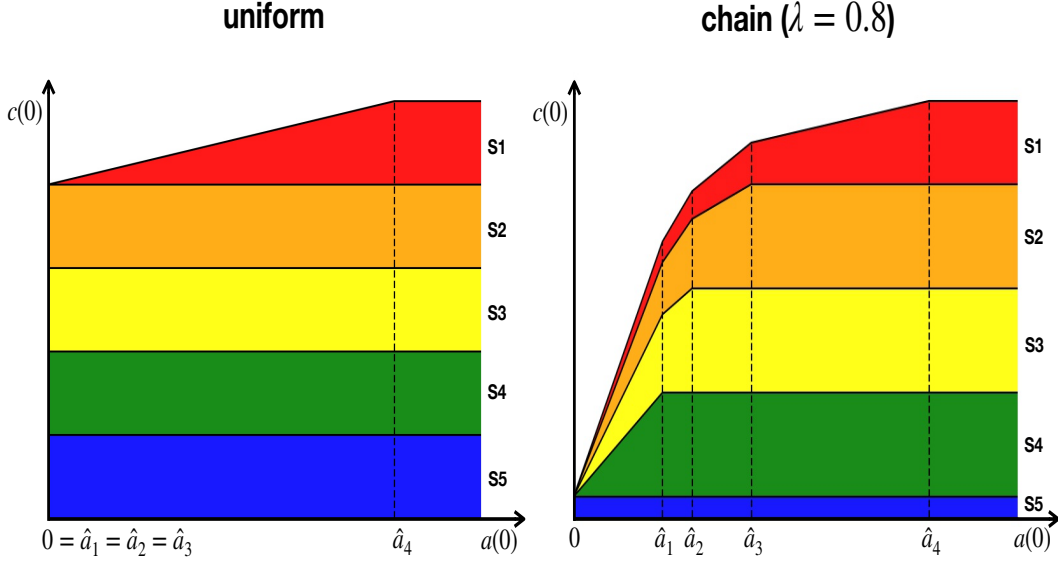 uniform
c(0)
S1
S2
S3
S4
S5
0 = â₁ = â₂ = â₃
â₄
a(0)
chain (λ = 0.8)
c(0)
S1
S2
S3
S4
S5
0
â₁
â₂
â₃
â₄
a(0)